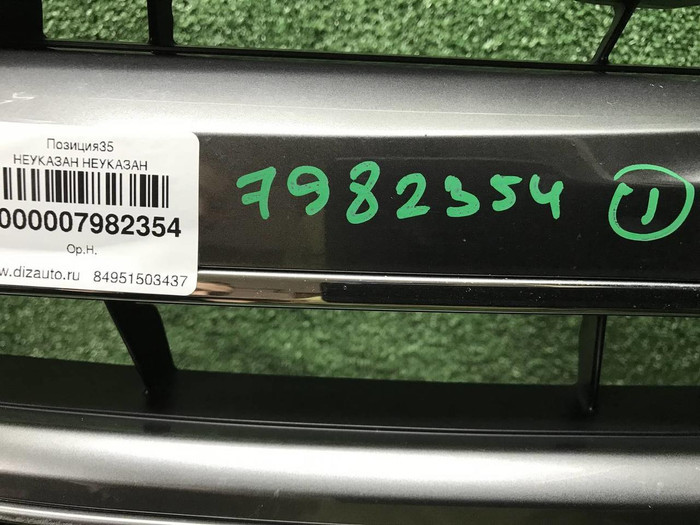 Позиция35
НЕУКАЗАН НЕУКАЗАН
000007982354
Ор.Н.
w.dizauto.ru 84951503437
7982354 1